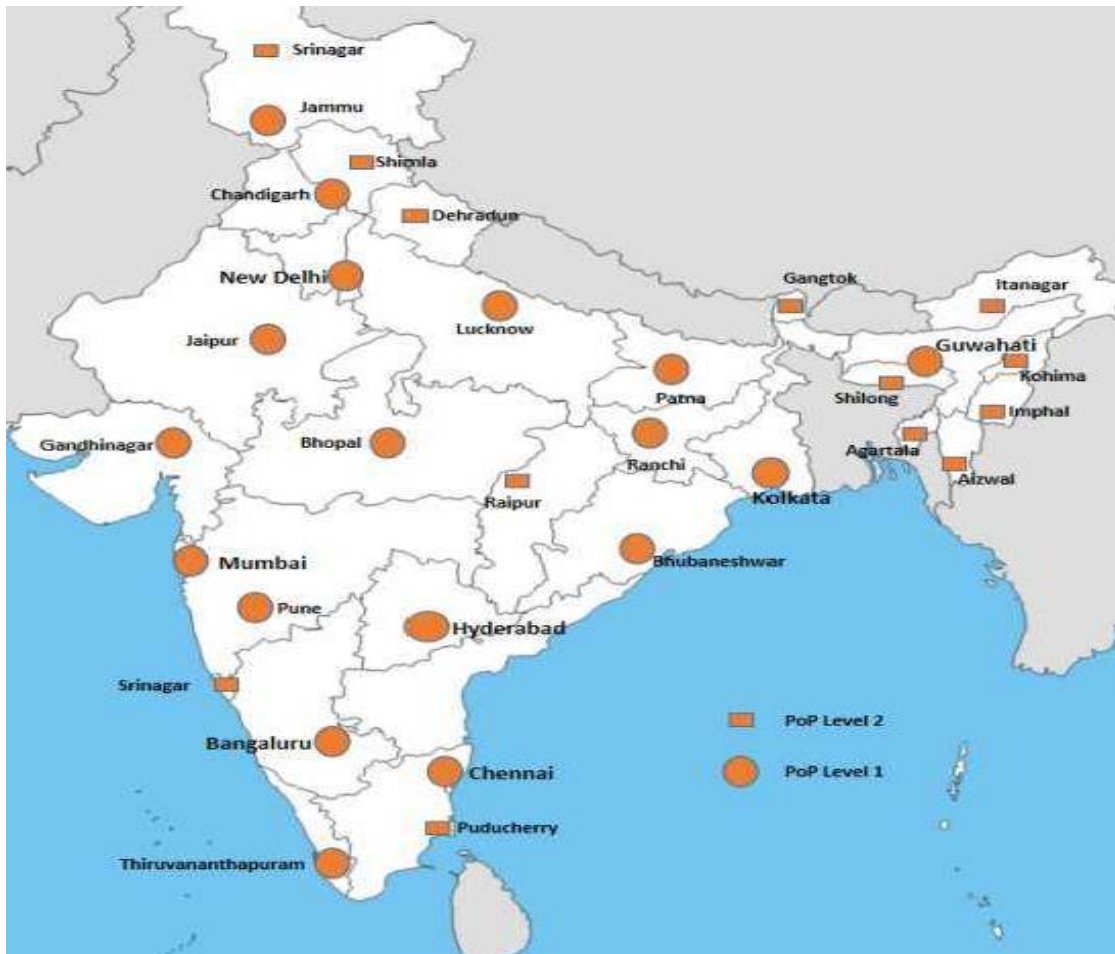 Srinagar
Jammu
Shimla
Chandigarh
Dehradun
New Delhi
Gangtok
Itanagar
Lucknow
Jaipur
Guwahati
Kohima
Patna
Shilong
Imphal
Gandhinagar
Bhopal
Ranchi
Agartala
Aizwal
Raipur
Kolkata
Mumbai
Bhubaneshwar
Pune
Hyderabad
Srinagar
PoP Level 2
Bangaluru
Chennai
PoP Level 1
Puducherry
Thiruvananthapuram